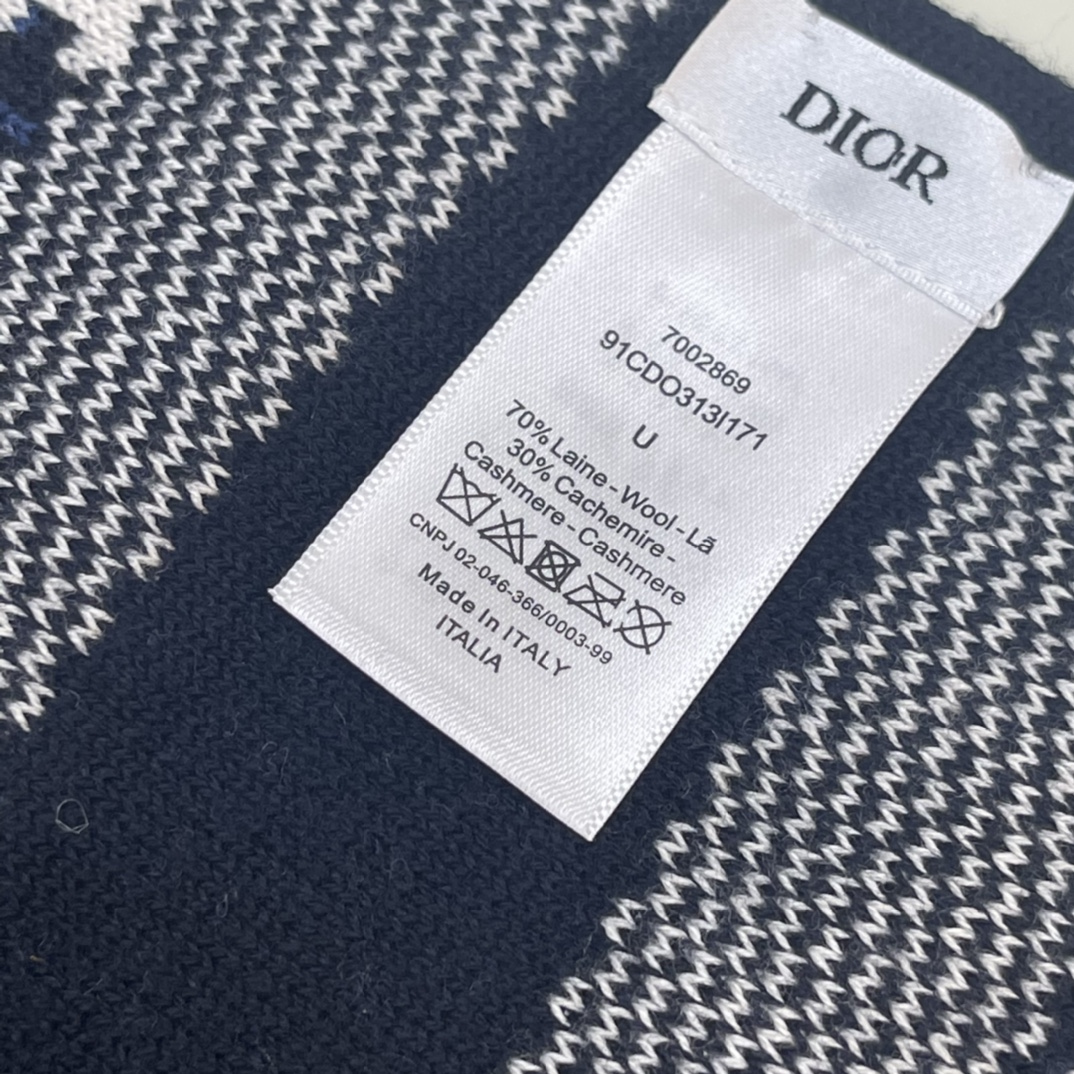 DIOR
7002869
91CDO313I171
U
70% Laine - Wool - Lã
30% Cachemire -
Cashmere - Cashmere
CNPJ 02-046-366/0003-99
Made In ITALY
ITALIA